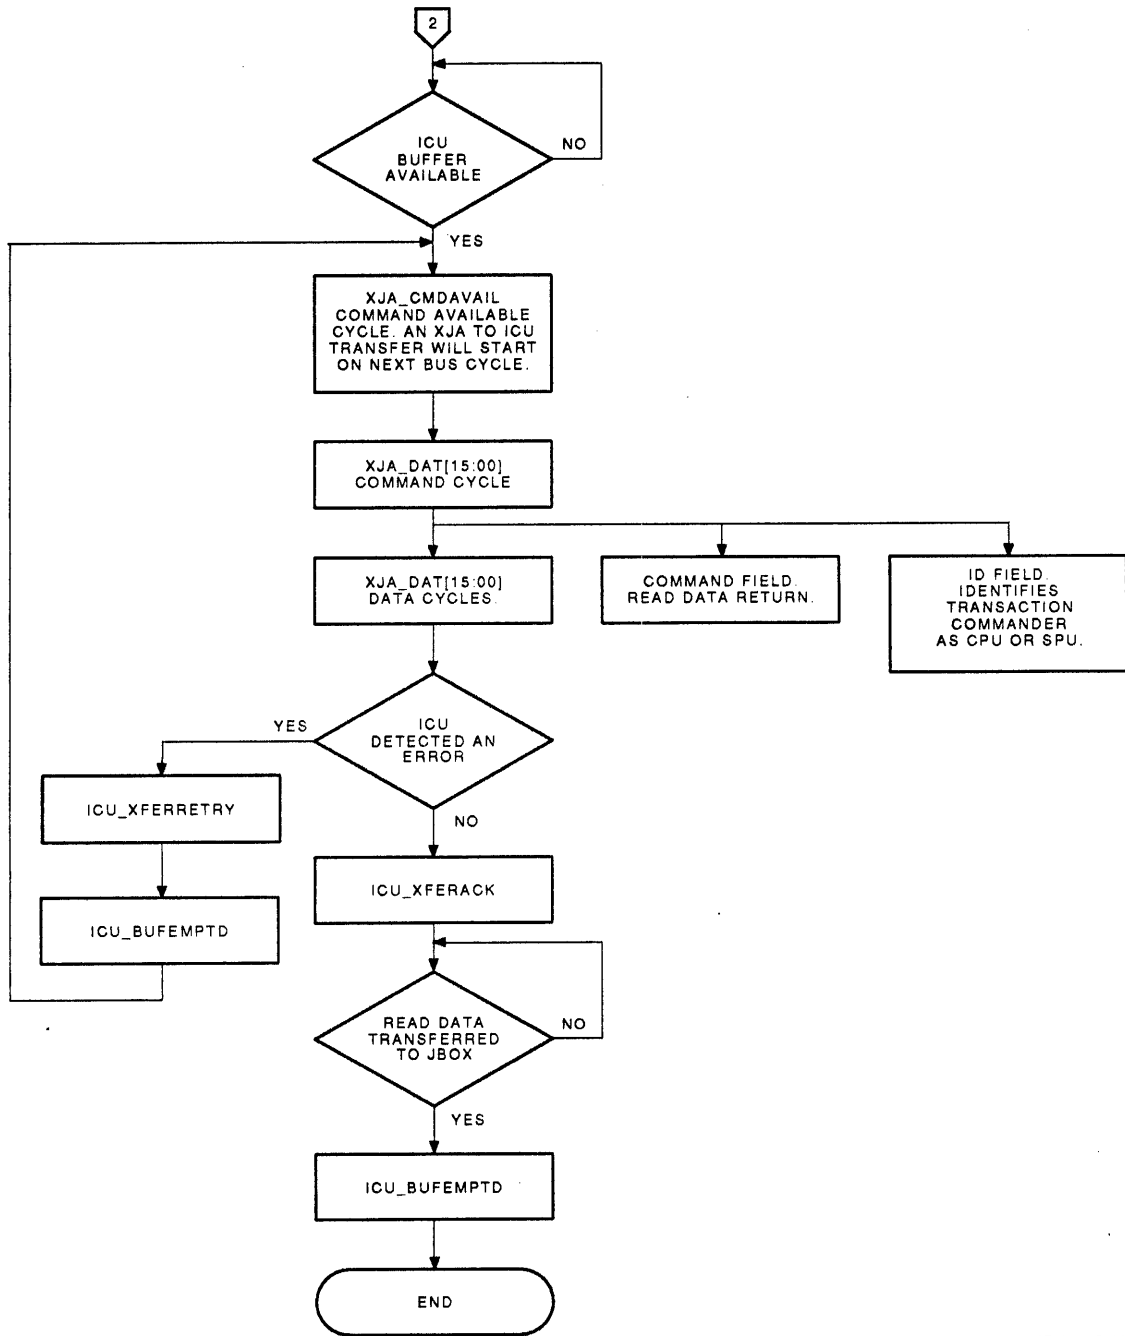 2
ICU
BUFFER
AVAILABLE
NO
YES
XJA_CMDAVAIL
COMMAND AVAILABLE
CYCLE. AN XJA TO ICU
TRANSFER WILL START
ON NEXT BUS CYCLE.
XJA_DAT[15:00]
COMMAND CYCLE
XJA_DAT[15:00]
DATA CYCLES.
COMMAND FIELD.
READ DATA RETURN.
ID FIELD.
IDENTIFIES
TRANSACTION
COMMANDER
AS CPU OR SPU.
YES
ICU
DETECTED AN
ERROR
NO
ICU_XFERRETRY
ICU_XFERACK
ICU_BUFEMPTD
READ DATA
TRANSFERRED
TO JBOX
NO
YES
ICU_BUFEMPTD
END